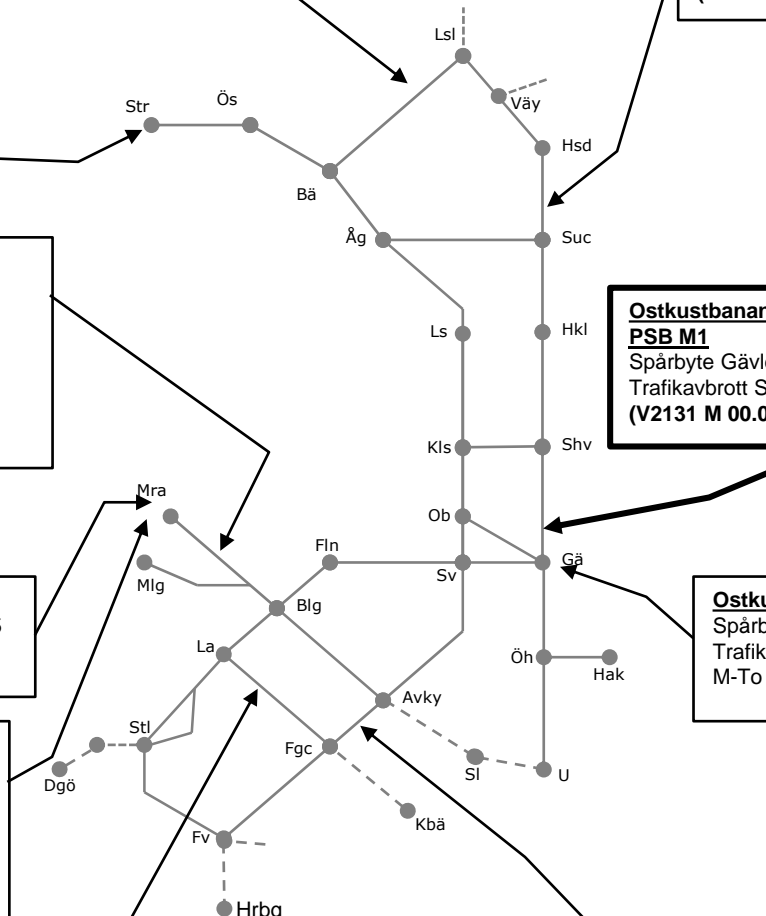 (
Lsl
Väy
Ös
Str
Hsd
Bä
Åg
Suc
Ls
Hkl
Ostkustbanan
PSB M1
Spårbyte Gävle
Trafikavbrott S
(V2131 M 00.0
Kls
Shv
Mra
Ob
Fln
Gä
Sv
Mlg
Blg
Ostku
Spårb
Trafik
M-To
La
Öh
Hak
Avky
Stl
Fgc
Sl
U
Dgö
Kbä
Fv
Hrbg